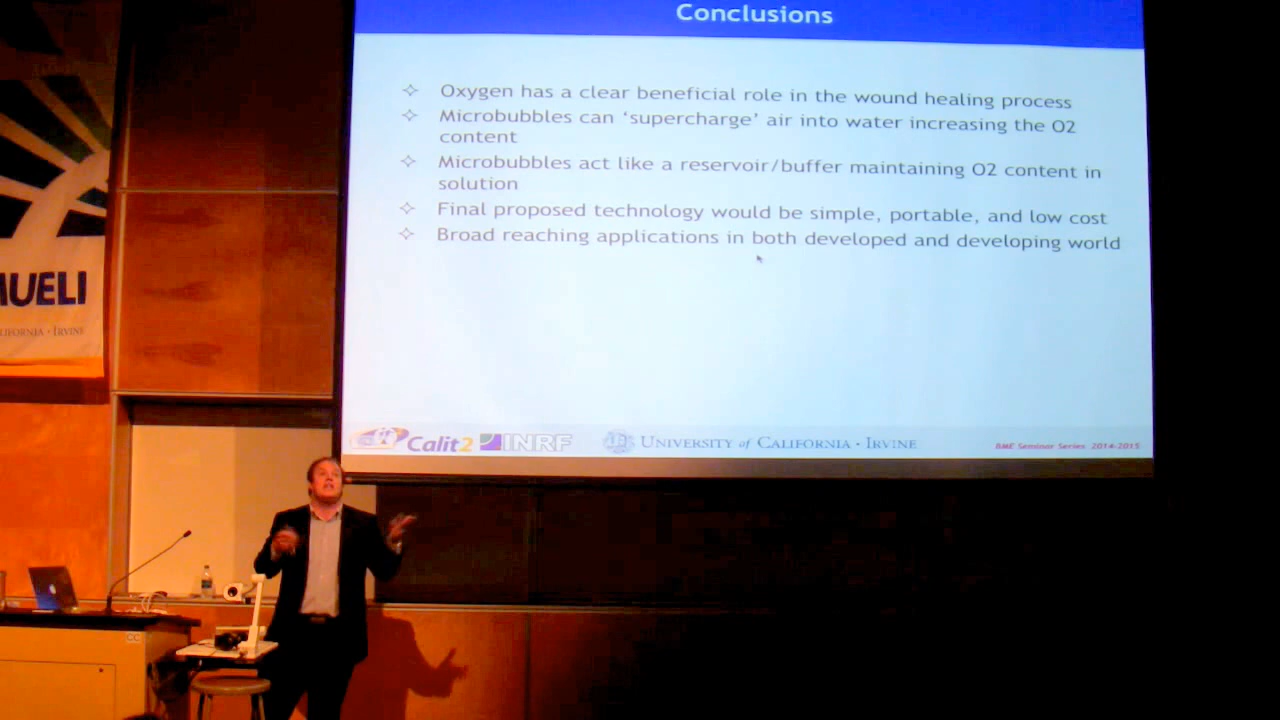 Conclusions
Oxygen has a clear beneficial role in the wound healing process
Microbubbles can ‘supercharge’ air into water increasing the O2
content
Microbubbles act like a reservoir/buffer maintaining O2 content in
solution
Final proposed technology would be simple, portable, and low cost
Broad reaching applications in both developed and developing world
Calit2 INRF UNIVERSITY of CALIFORNIA • IRVINE BME Seminar Series 2014-2015
MUELI
CALIFORNIA • IRVINE
CC